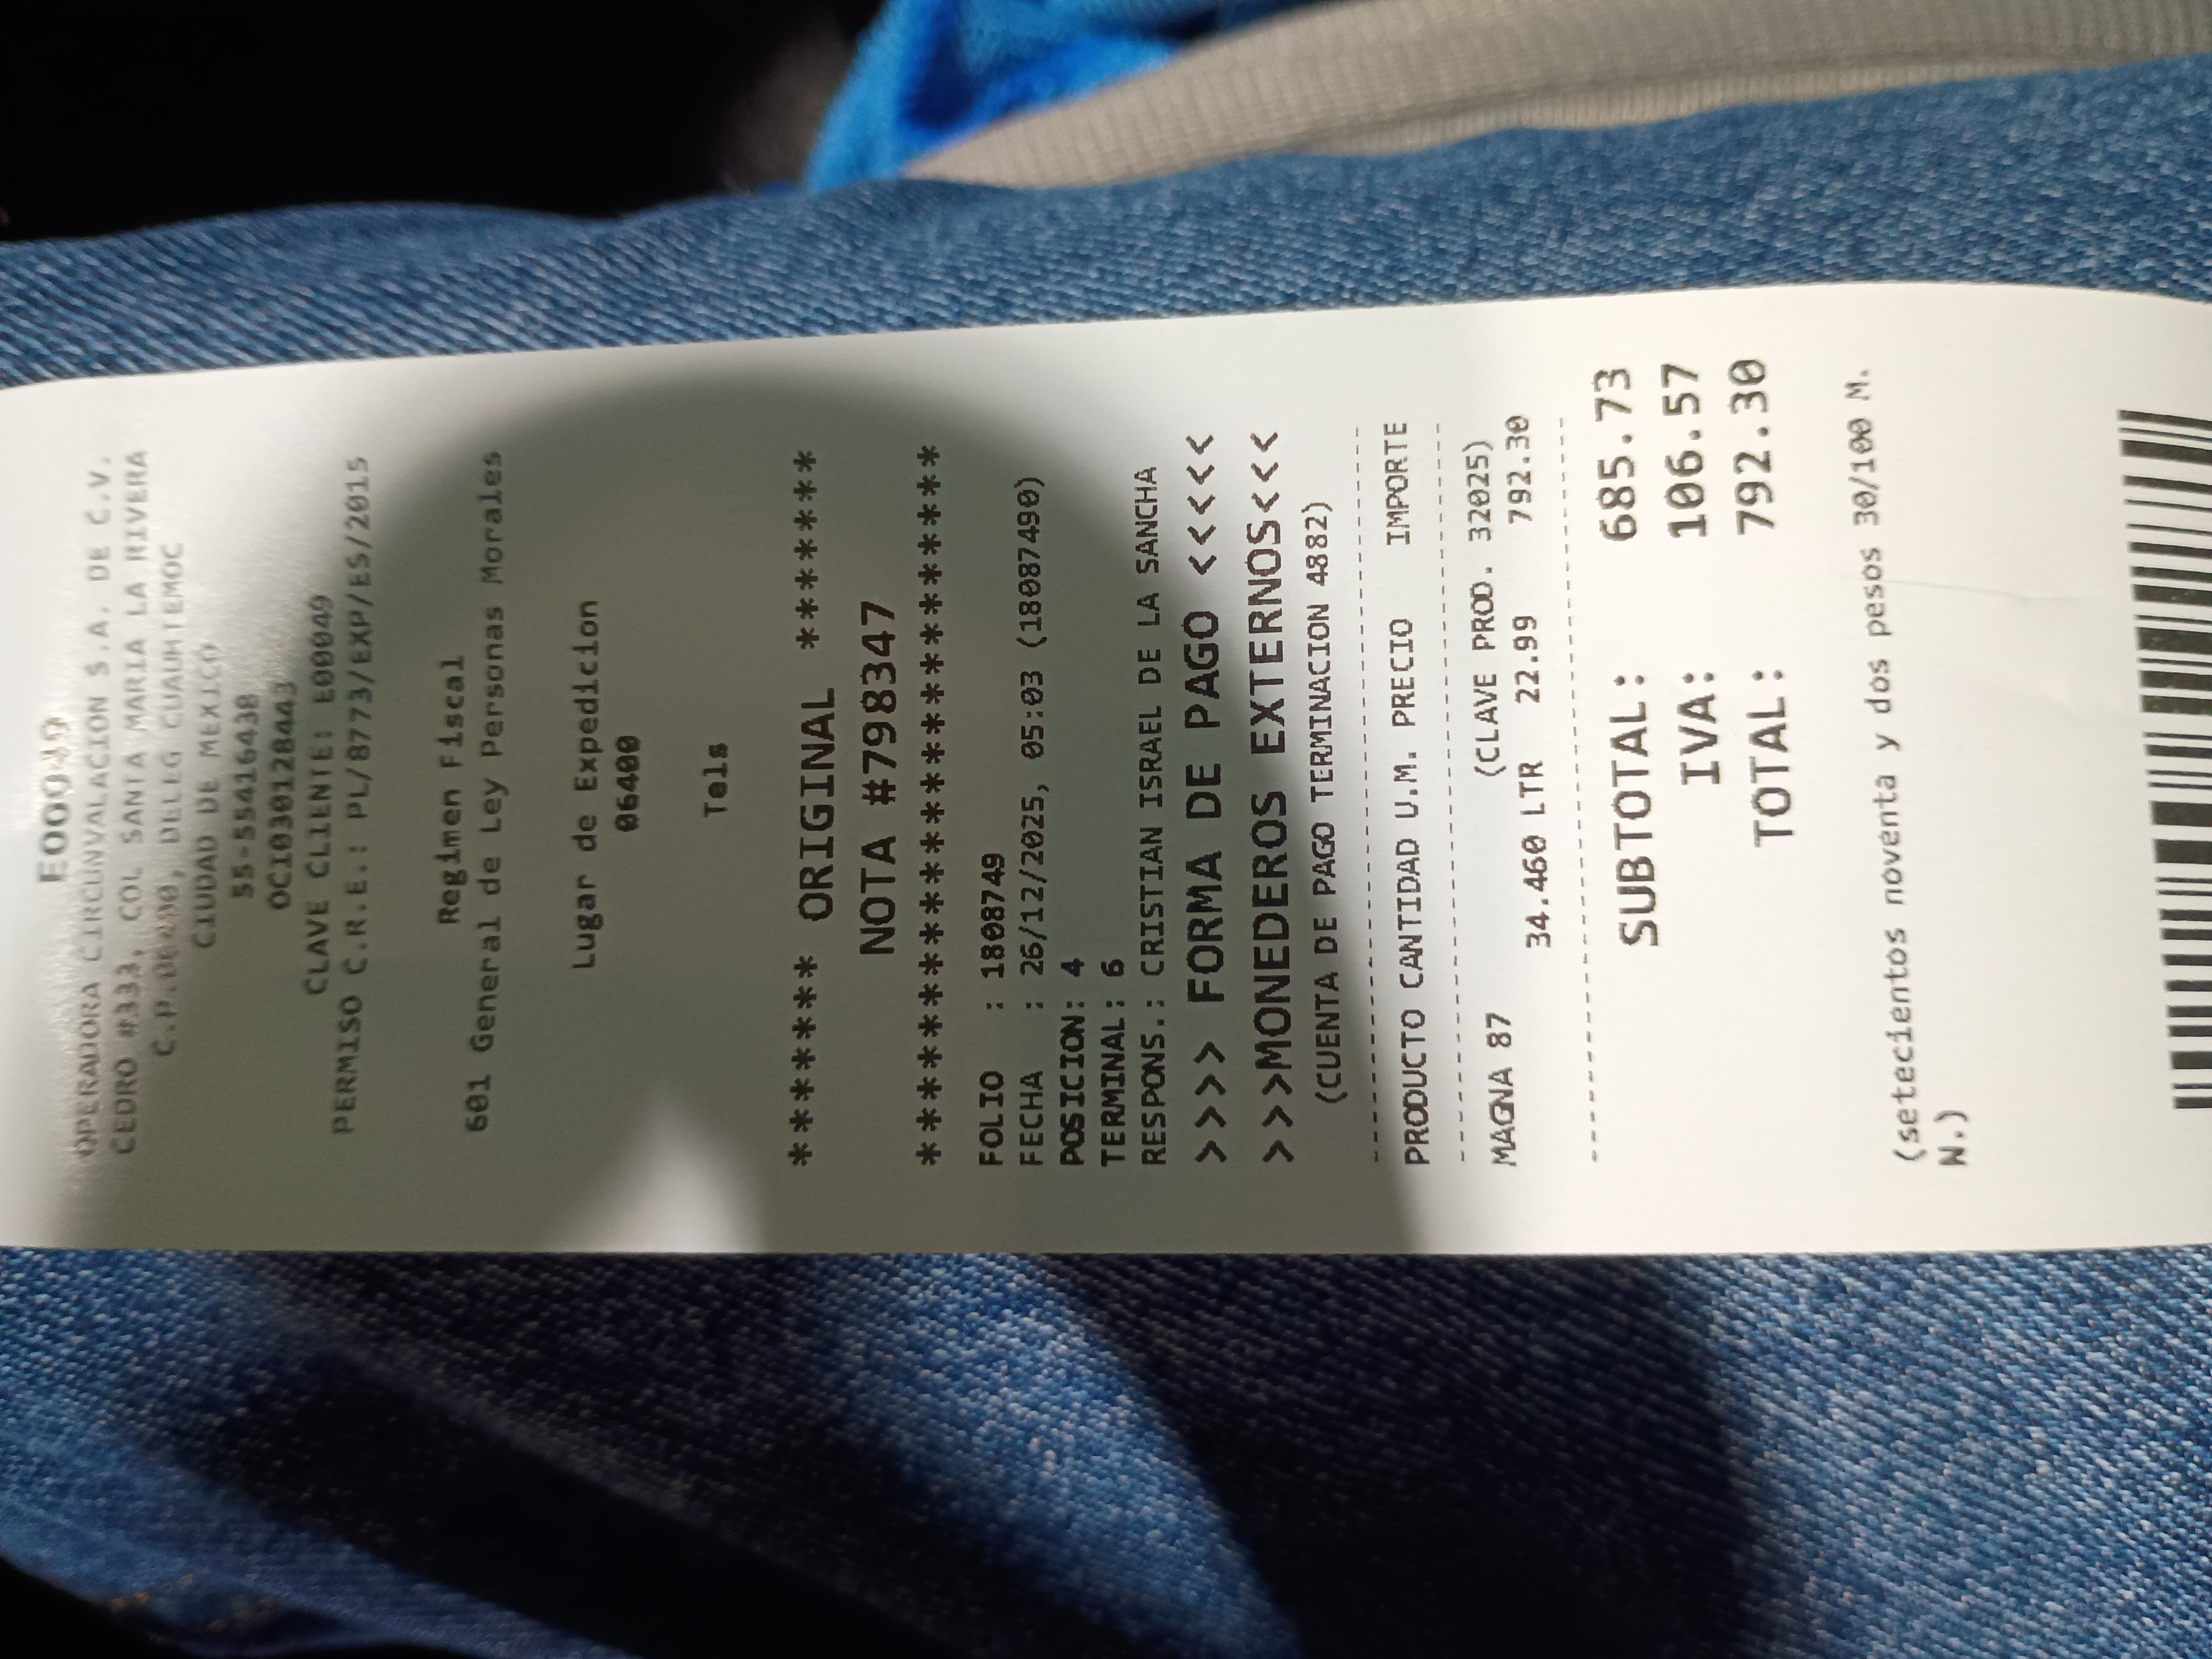 E00049
OPERADORA CIRCUNVALACION S.A. DE C.V.
CEDRO #333, COL SANTA MARIA LA RIVERA
C.P.06400, DELEG CUAUHTEMOC
CIUDAD DE MEXICO
55-55416438
OCI030128443
CLAVE CLIENTE: E00049
PERMISO C.R.E.: PL/8773/EXP/ES/2015
Regimen Fiscal
601 General de Ley Personas Morales
Lugar de Expedicion
06400
Tels
****** ORIGINAL ******
NOTA #798347
**********************
FOLIO : 1808749
FECHA : 26/12/2025, 05:03 (18087490)
POSICION: 4
TERMINAL: 6
RESPONS.: CRISTIAN ISRAEL DE LA SANCHA
>>>> FORMA DE PAGO <<<<<
>>>MONEDEROS EXTERNOS<<<
(CUENTA DE PAGO TERMINACION 4882)
PRODUCTO CANTIDAD U.M. PRECIO IMPORTE
MAGNA 87 (CLAVE PROD. 32025)
34.460 LTR 22.99 792.30
SUBTOTAL: 685.73
IVA: 106.57
TOTAL: 792.30
(setecientos noventa y dos pesos 30/100 M.
N.)